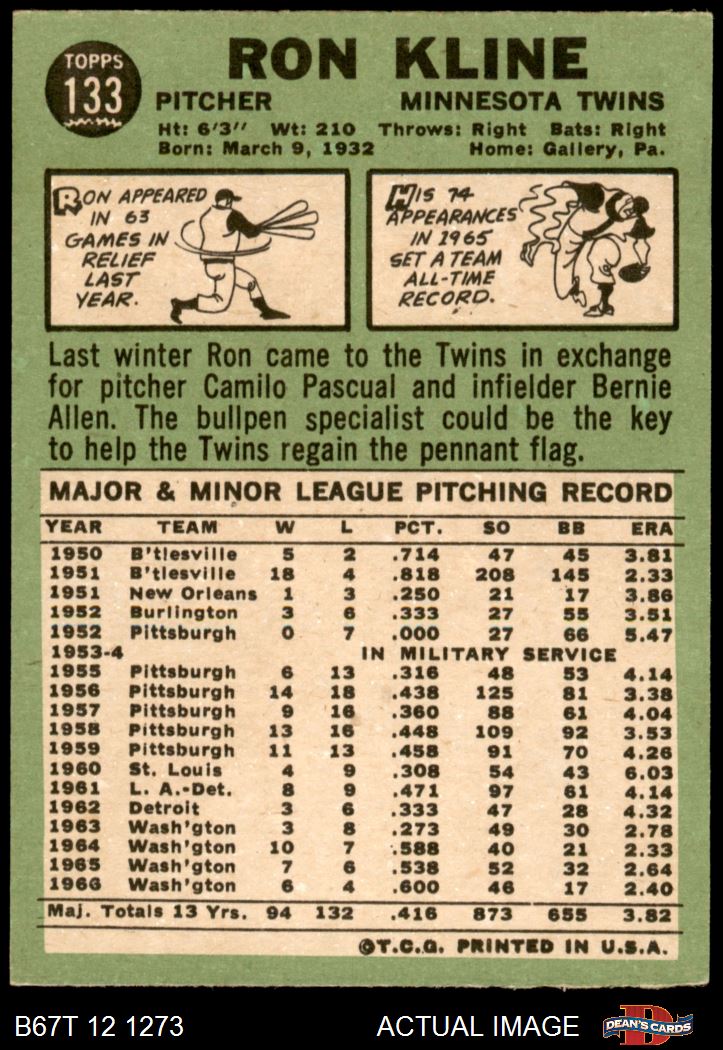 TOPPS
133
RON KLINE
PITCHER MINNESOTA TWINS
Ht: 6'3" Wt: 210 Throws: Right Bats: Right
Born: March 9, 1932 Home: Gallery, Pa.
RON APPEARED
IN 63
GAMES IN
RELIEF
LAST
YEAR.
HIS 74
APPEARANCES
IN 1965
SET A TEAM
ALL-TIME
RECORD.
Last winter Ron came to the Twins in exchange
for pitcher Camilo Pascual and infielder Bernie
Allen. The bullpen specialist could be the key
to help the Twins regain the pennant flag.
MAJOR & MINOR LEAGUE PITCHING RECORD
YEAR TEAM W L PCT. SO BB ERA
1950 B'tlesville 5 2 .714 47 45 3.81
1951 B'tlesville 18 4 .818 208 145 2.33
1951 New Orleans 1 3 .250 21 17 3.86
1952 Burlington 3 6 .333 27 55 3.51
1952 Pittsburgh 0 7 .000 27 66 5.47
1953-4 IN MILITARY SERVICE
1955 Pittsburgh 6 13 .316 48 53 4.14
1956 Pittsburgh 14 18 .438 125 81 3.38
1957 Pittsburgh 9 16 .360 88 61 4.04
1958 Pittsburgh 13 16 .448 109 92 3.53
1959 Pittsburgh 11 13 .458 91 70 4.26
1960 St. Louis 4 9 .308 54 43 6.03
1961 L. A.-Det. 8 9 .471 97 61 4.14
1962 Detroit 3 6 .333 47 28 4.32
1963 Wash'gton 3 8 .273 49 30 2.78
1964 Wash'gton 10 7 .588 40 21 2.33
1965 Wash'gton 7 6 .538 52 32 2.64
1966 Wash'gton 6 4 .600 46 17 2.40
Maj. Totals 13 Yrs. 94 132 .416 873 655 3.82
©T.C.G. PRINTED IN U.S.A.
B67T 12 1273 ACTUAL IMAGE
DEAN'S CARDS